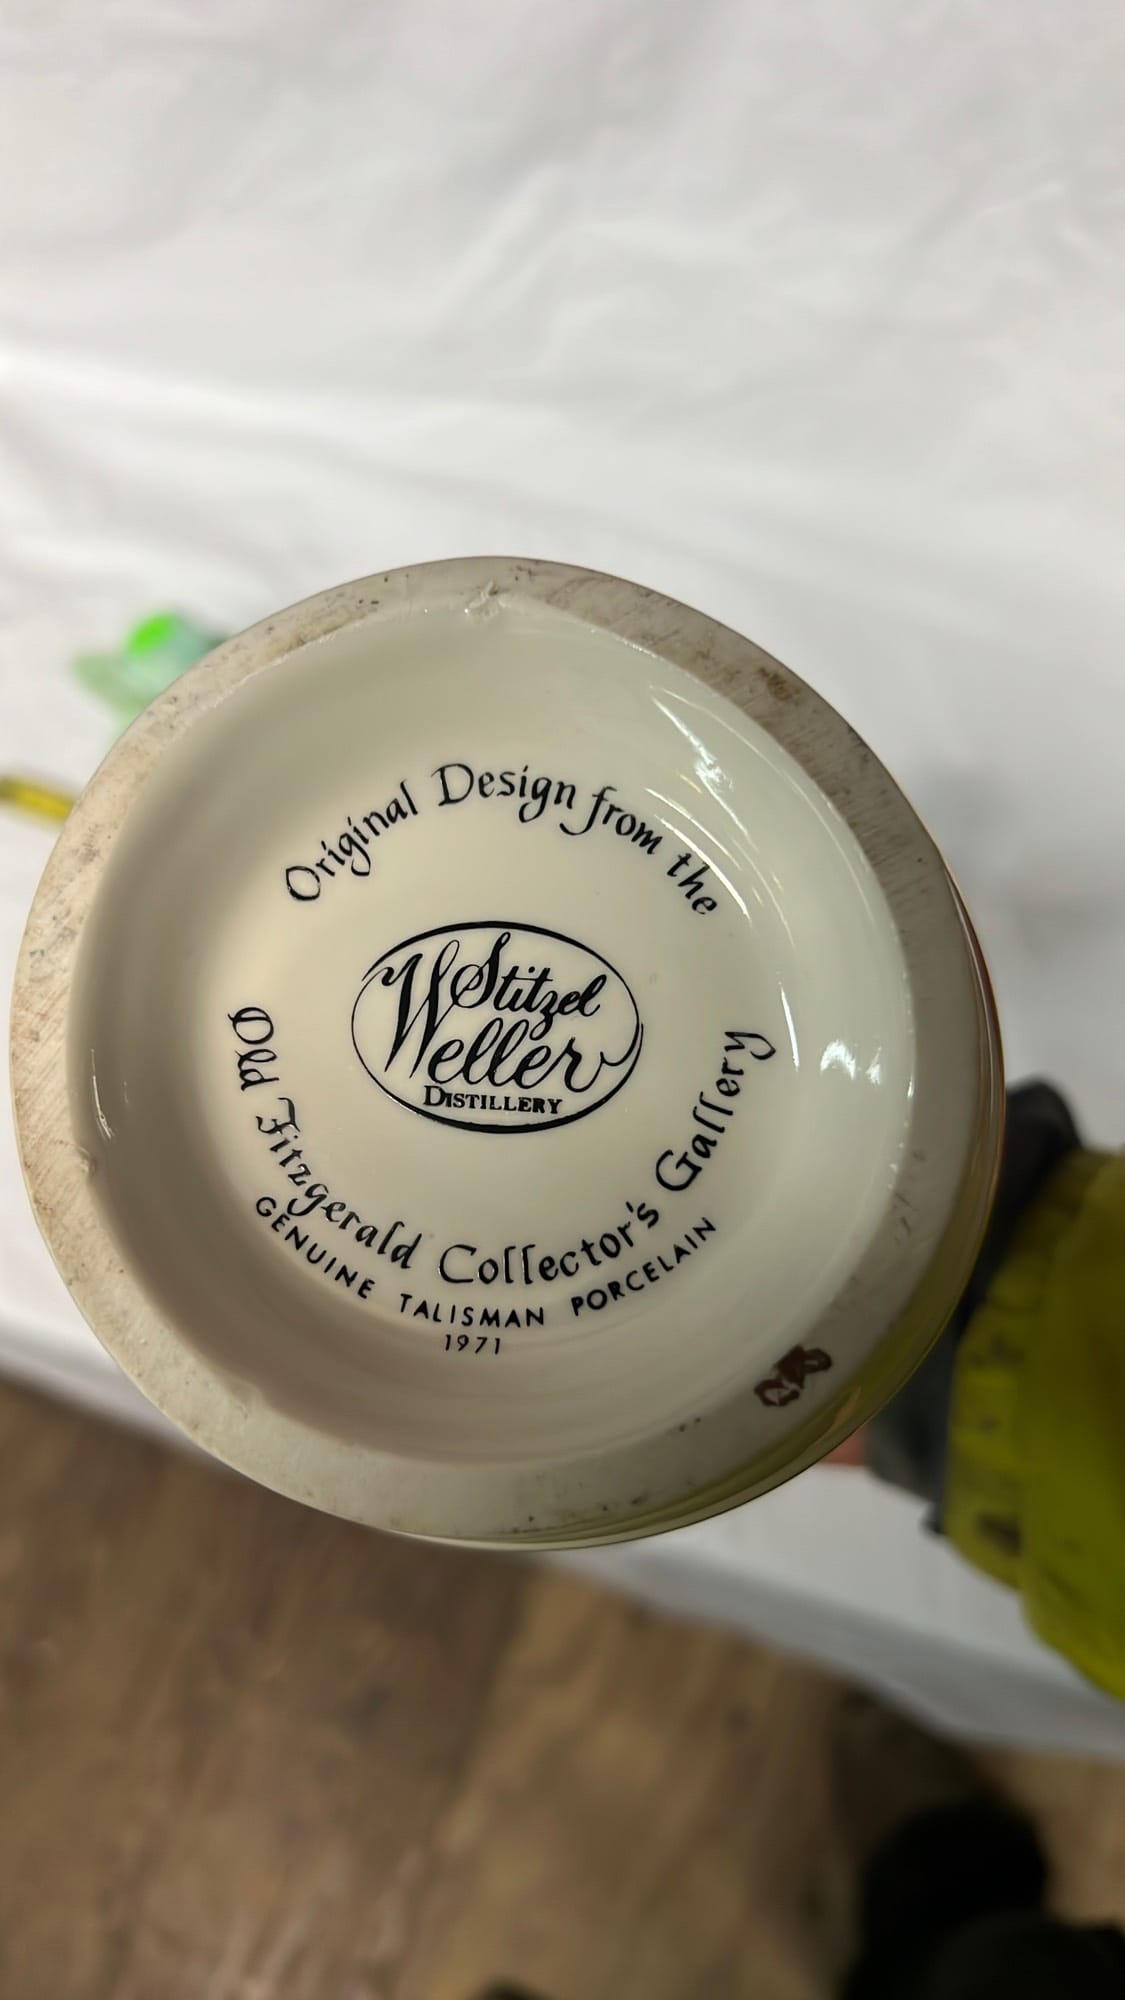 Original Design from the
Stitzel
Weller
DISTILLERY
Old Fitzgerald Collector's Gallery
GENUINE TALISMAN PORCELAIN
1971